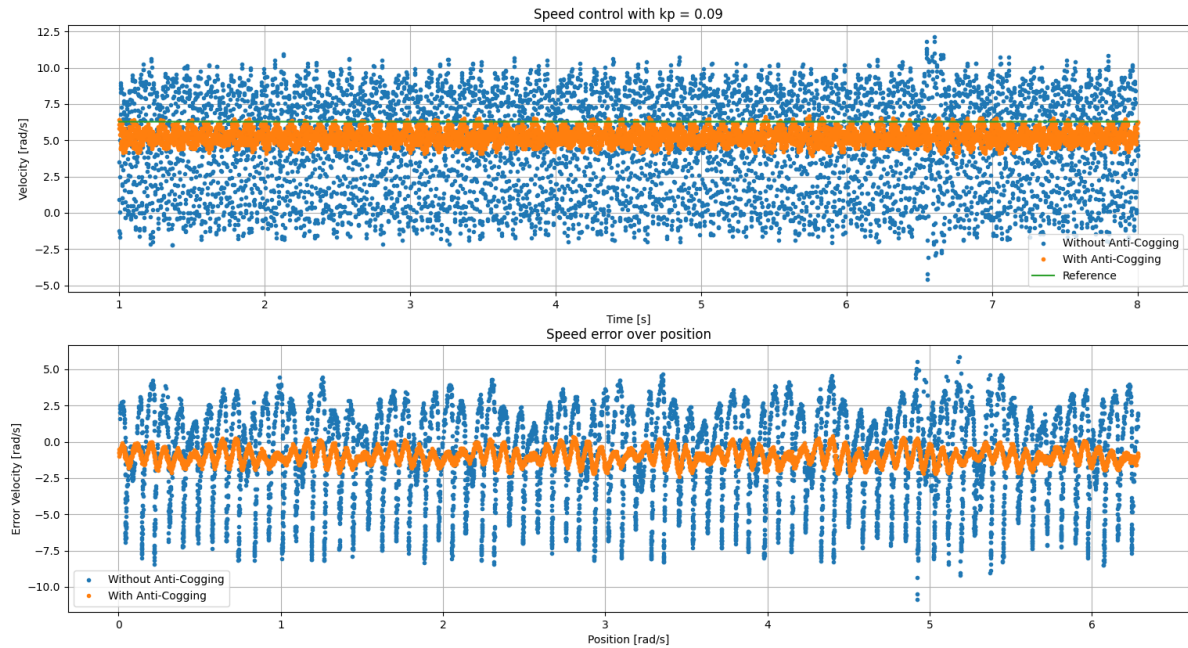 Speed control with kp = 0.09
12.5
10.0
7.5
5.0
2.5
0.0
−2.5
−5.0
Velocity [rad/s]
Without Anti-Cogging
With Anti-Cogging
Reference
1 2 3 4 5 6 7 8
Time [s]
Speed error over position
5.0
2.5
0.0
−2.5
−5.0
−7.5
−10.0
Error Velocity [rad/s]
Without Anti-Cogging
With Anti-Cogging
0 1 2 3 4 5 6
Position [rad/s]